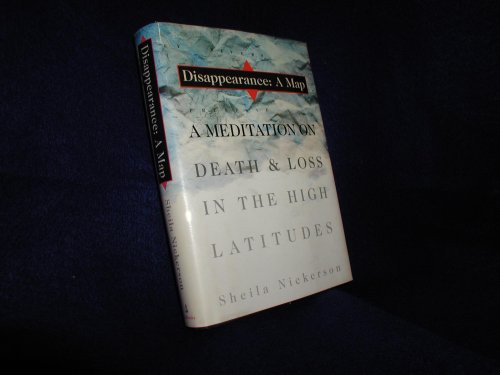 Disappearance: A Map
A MEDITATION ON
DEATH & LOSS
IN THE HIGH
LATITUDES
Sheila Nickerson
Disappearance: A Map
Sheila Nickerson